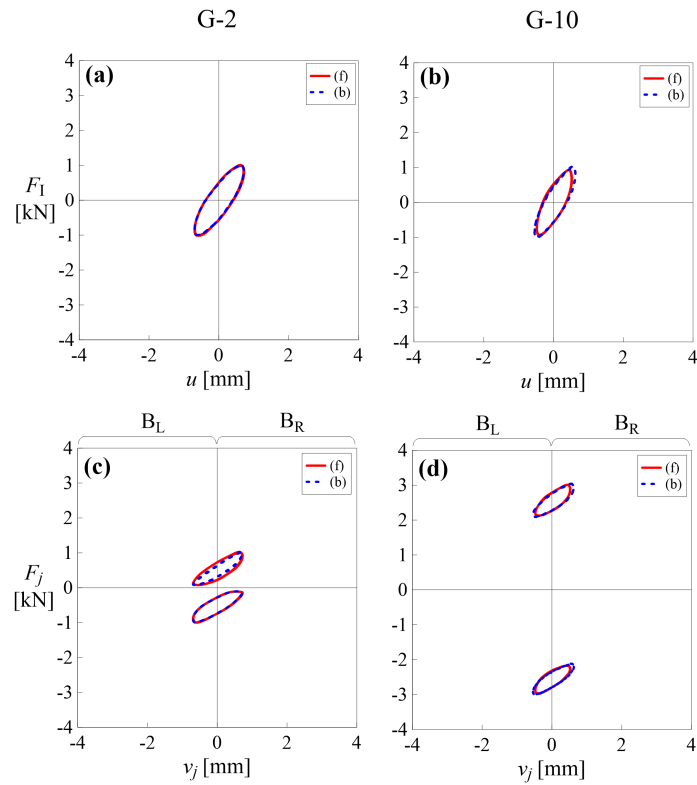 G-2
G-10
(a)
(f)
(b)
4
3
2
1
0
-1
-2
-3
-4
F_I
[kN]
-4 -2 0 2 4
u [mm]
(b)
(f)
(b)
4
3
2
1
0
-1
-2
-3
-4
-4 -2 0 2 4
u [mm]
B_L B_R
(c)
(f)
(b)
4
3
2
1
0
-1
-2
-3
-4
F_j
[kN]
-4 -2 0 2 4
v_j [mm]
B_L B_R
(d)
(f)
(b)
4
3
2
1
0
-1
-2
-3
-4
-4 -2 0 2 4
v_j [mm]